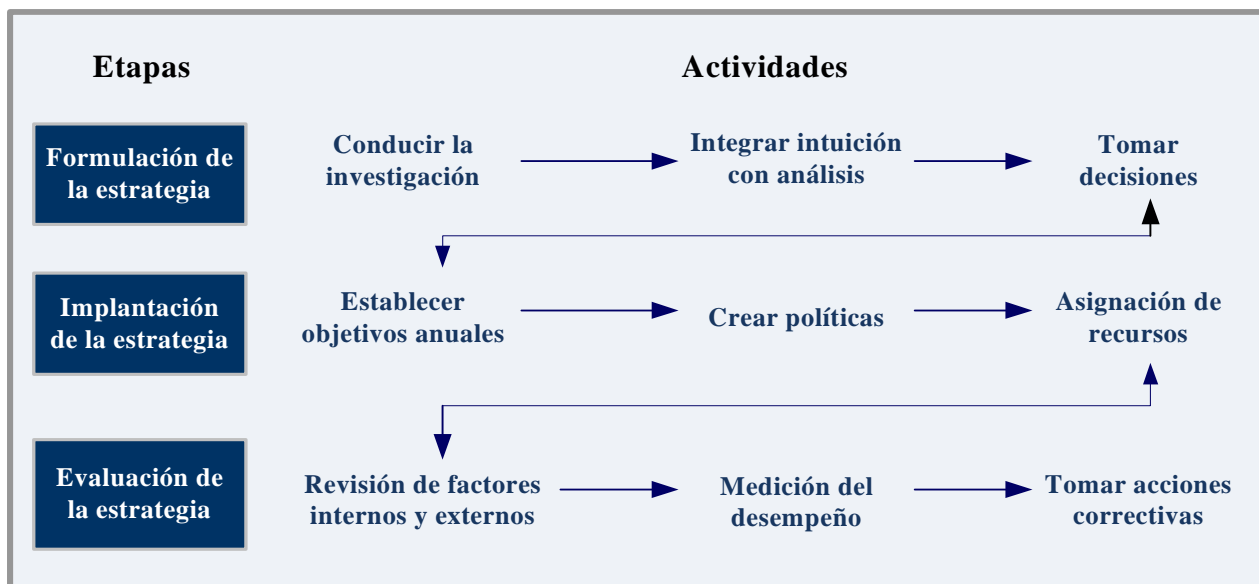 Etapas
Actividades
Formulación de
la estrategia
Conducir la
investigación
Integrar intuición
con análisis
Tomar
decisiones
Implantación
de la estrategia
Establecer
objetivos anuales
Crear políticas
Asignación de
recursos
Evaluación de
la estrategia
Revisión de factores
internos y externos
Medición del
desempeño
Tomar acciones
correctivas